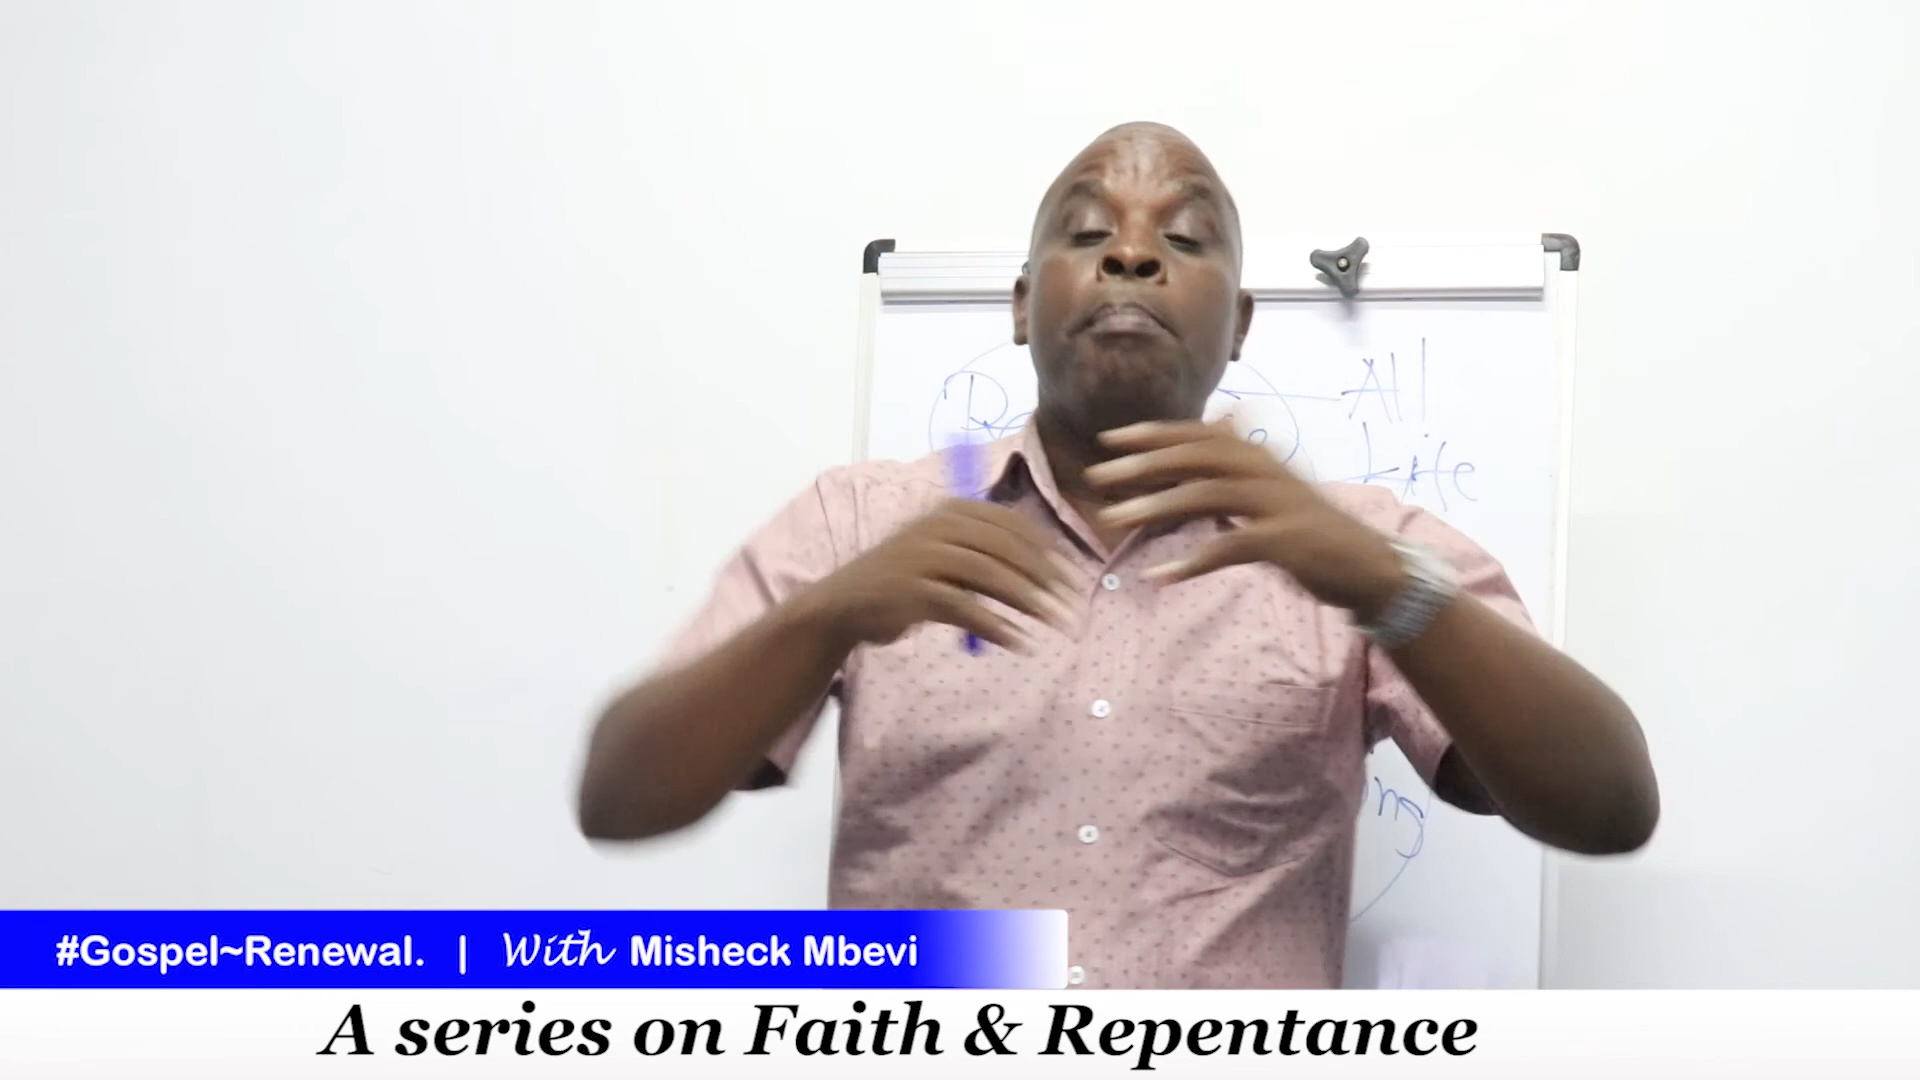 All
Life
#Gospel~Renewal. | With Misheck Mbevi
A series on Faith & Repentance